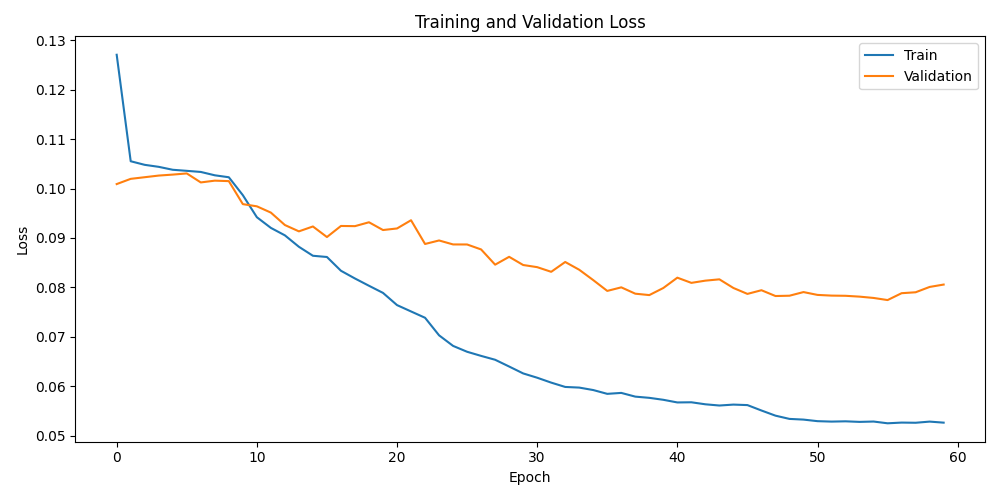 Training and Validation Loss
Train
Validation
Loss
0.13
0.12
0.11
0.10
0.09
0.08
0.07
0.06
0.05
0 10 20 30 40 50 60
Epoch